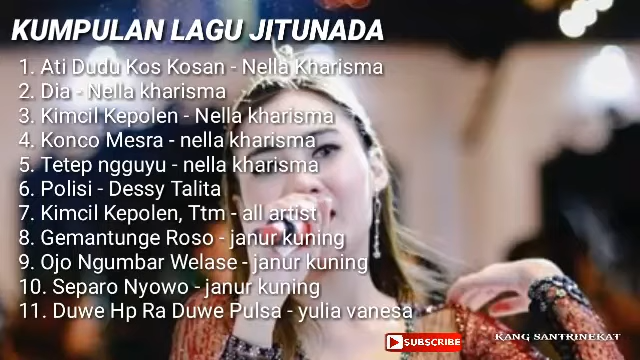 KUMPULAN LAGU JITUNADA
1. Ati Dudu Kos Kosan - Nella Kharisma
2. Dia - Nella kharisma
3. Kimcil Kepolen - Nella kharisma
4. Konco Mesra - nella kharisma
5. Tetep ngguyu - nella kharisma
6. Polisi - Dessy Talita
7. Kimcil Kepolen, Ttm - all artist
8. Gemantunge Roso - janur kuning
9. Ojo Ngumbar Welase - janur kuning
10. Separo Nyowo - janur kuning
11. Duwe Hp Ra Duwe Pulsa - yulia vanesa
SUBSCRIBE
KANG SANTRINEKAT